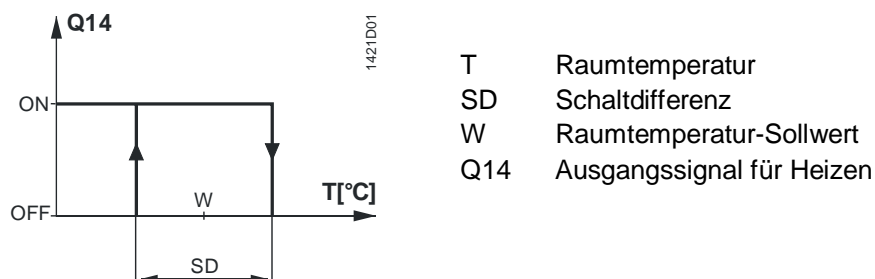 Q14
1421D01
ON
OFF
W
T[°C]
SD
T Raumtemperatur
SD Schaltdifferenz
W Raumtemperatur-Sollwert
Q14 Ausgangssignal für Heizen